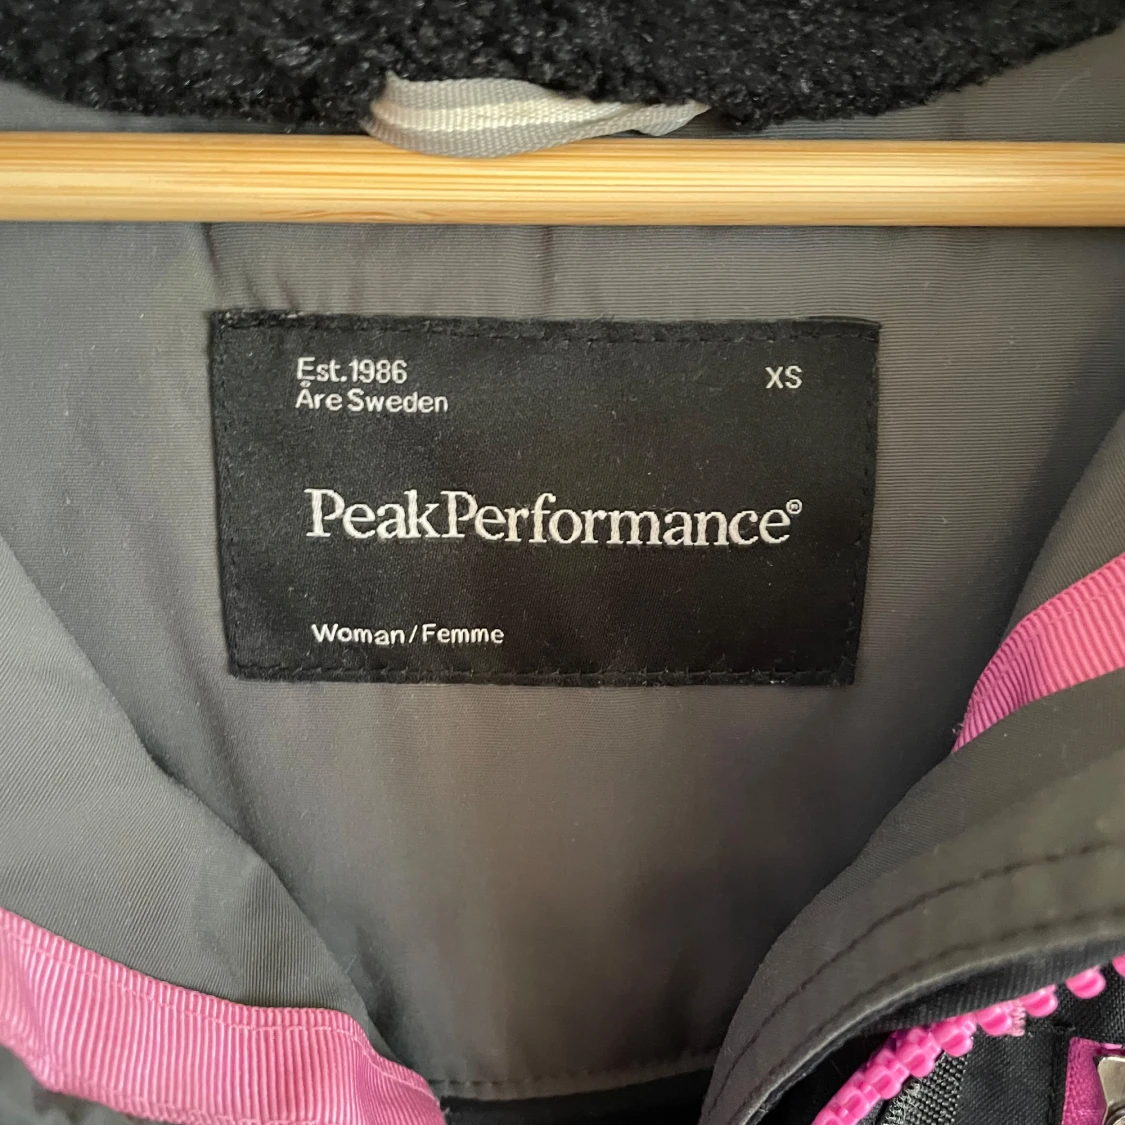 Est.1986
Åre Sweden
XS
PeakPerformance®
Woman/Femme